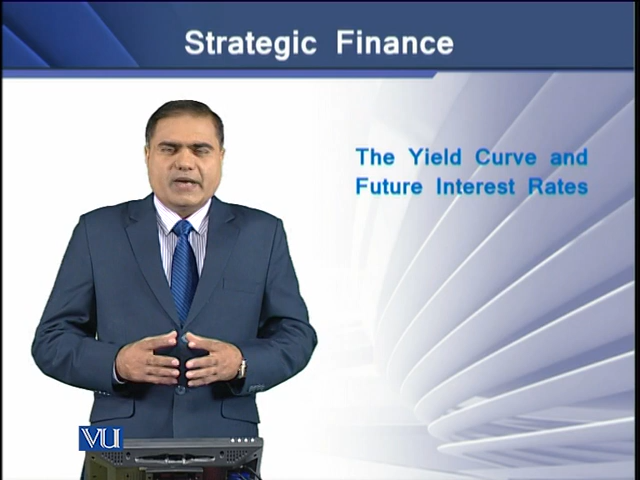 Strategic Finance
The Yield Curve and
Future Interest Rates
VU